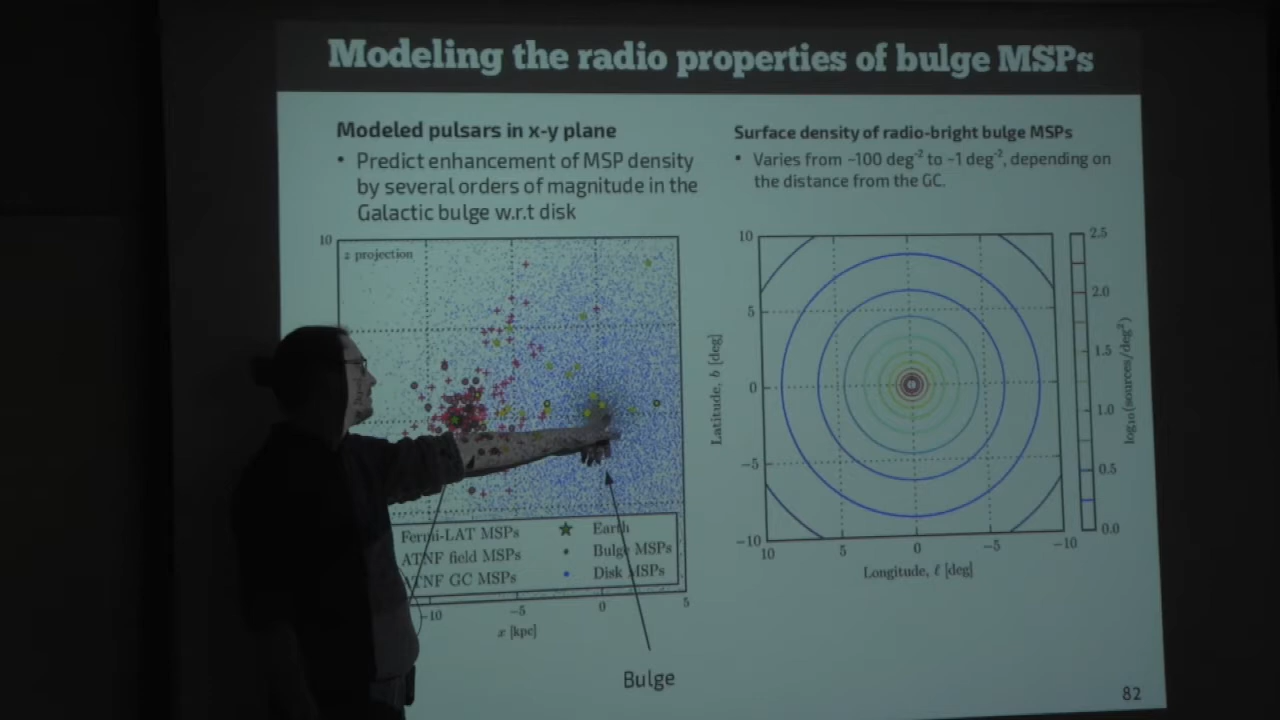 Modeling the radio properties of bulge MSPs
Modeled pulsars in x-y plane
• Predict enhancement of MSP density
by several orders of magnitude in the
Galactic bulge w.r.t disk
10
z projection
Fermi-LAT MSPs
ATNF field MSPs
ATNF GC MSPs
Earth
Bulge MSPs
Disk MSPs
−10
−5
0
5
x [kpc]
Bulge
Surface density of radio-bright bulge MSPs
• Varies from ~100 deg⁻² to ~1 deg⁻², depending on
the distance from the GC.
10
5
0
−5
−10
Latitude, b [deg]
10
5
0
−5
−10
Longitude, ℓ [deg]
2.5
2.0
1.5
1.0
0.5
0.0
log₁₀(sources/deg²)
82